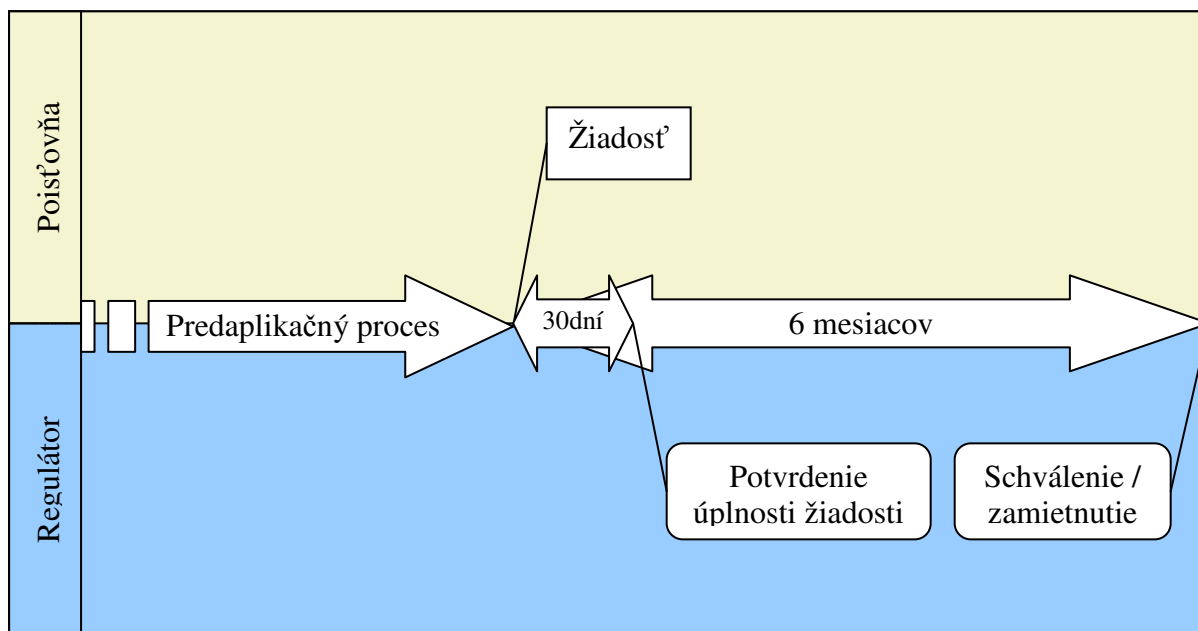 Poisťovňa
Žiadosť
Predaplikačný proces
30dní
6 mesiacov
Regulátor
Potvrdenie
úplnosti žiadosti
Schválenie /
zamietnutie